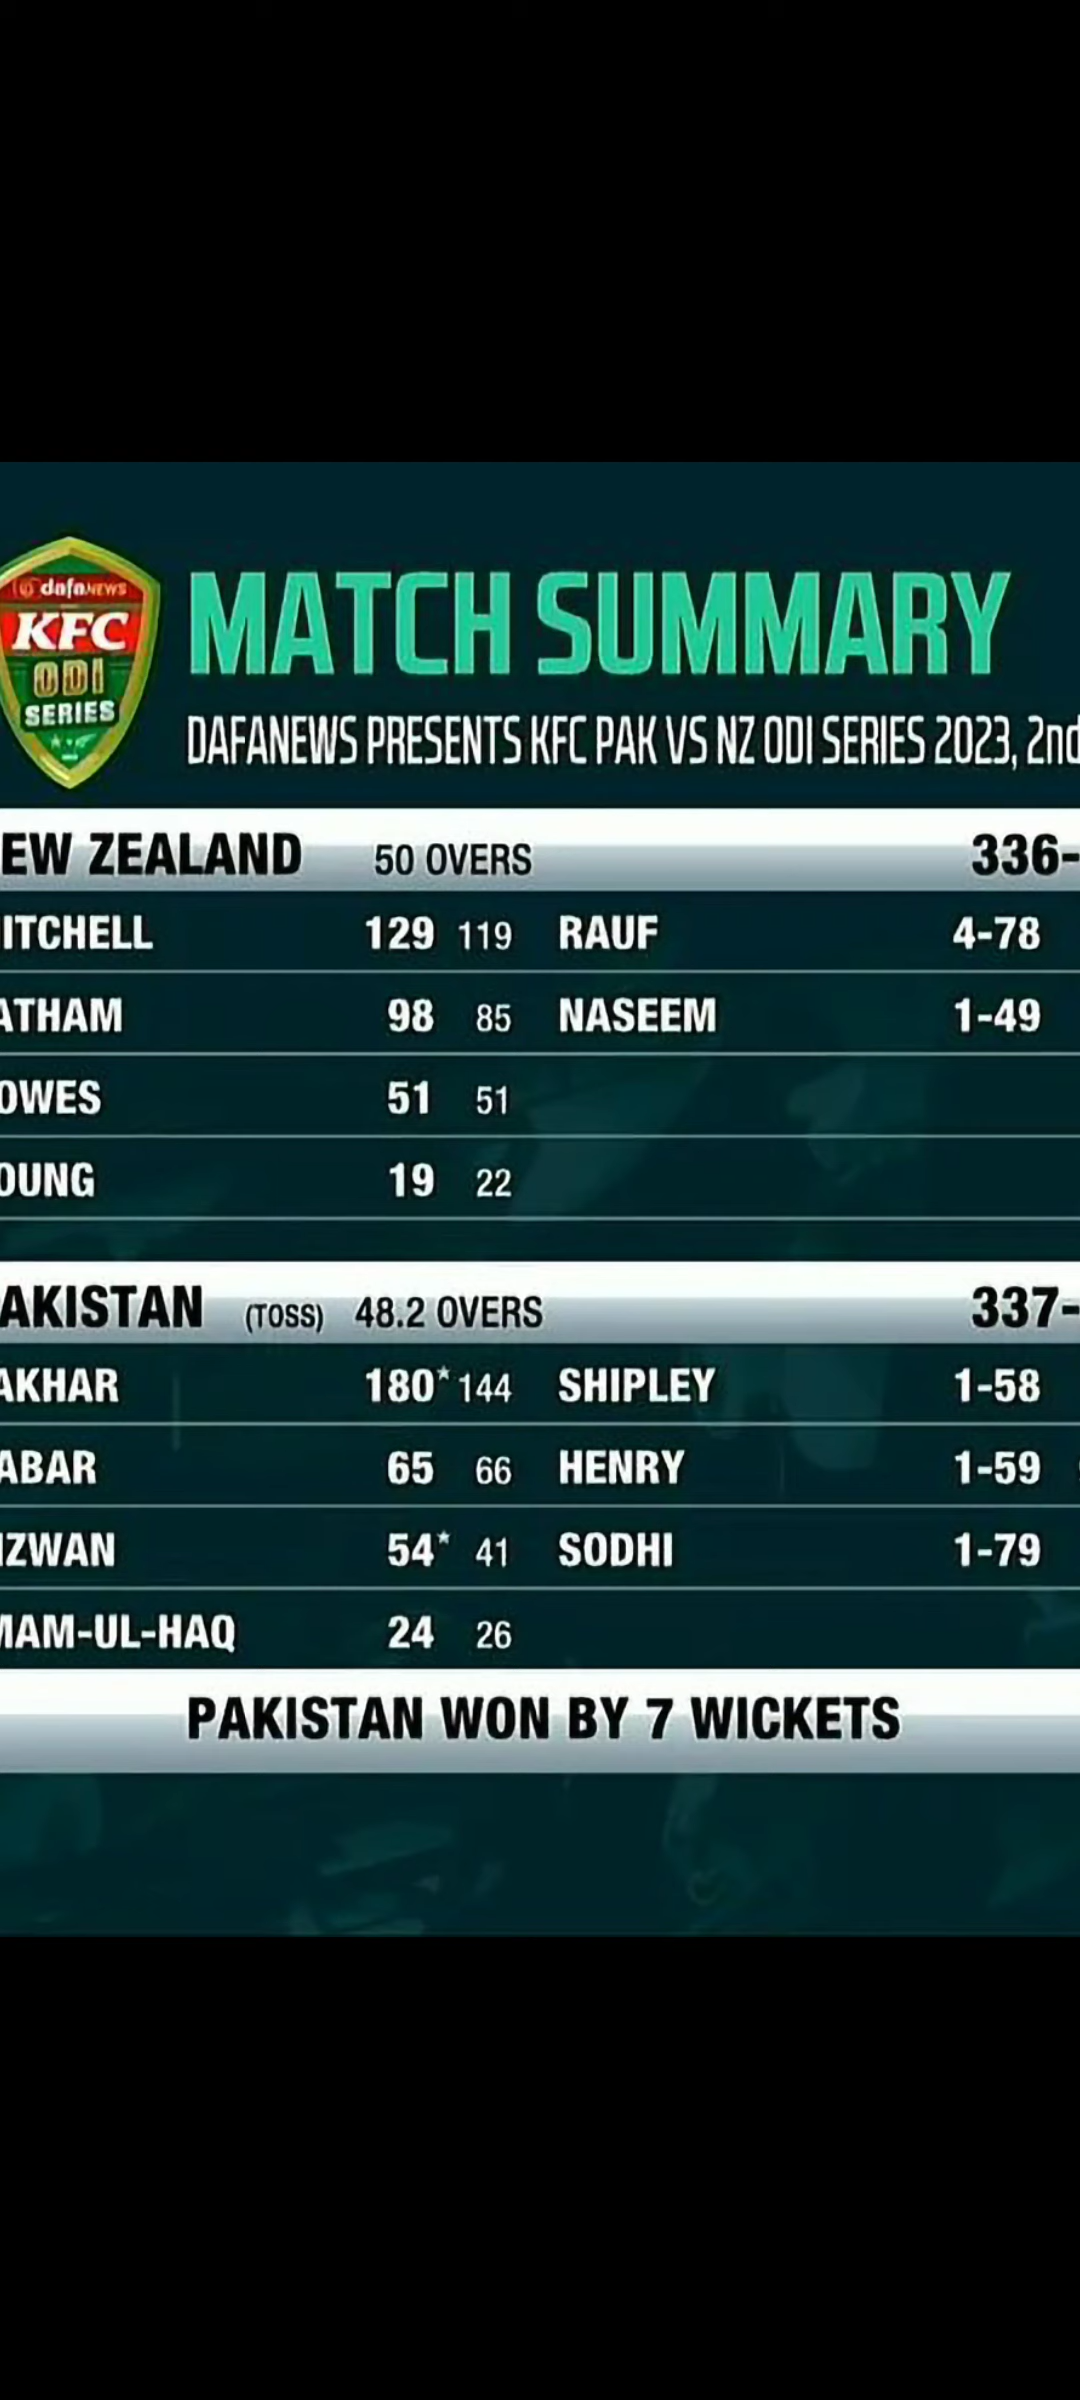 dafaNEWS
KFC
ODI
SERIES
MATCH SUMMARY
DAFANEWS PRESENTS KFC PAK VS NZ ODI SERIES 2023, 2nd
EW ZEALAND 50 OVERS 336-
ITCHELL 129 119 RAUF 4-78
ATHAM 98 85 NASEEM 1-49
OWES 51 51
OUNG 19 22
AKISTAN (TOSS) 48.2 OVERS 337-
AKHAR 180* 144 SHIPLEY 1-58
ABAR 65 66 HENRY 1-59
IZWAN 54* 41 SODHI 1-79
MAM-UL-HAQ 24 26
PAKISTAN WON BY 7 WICKETS